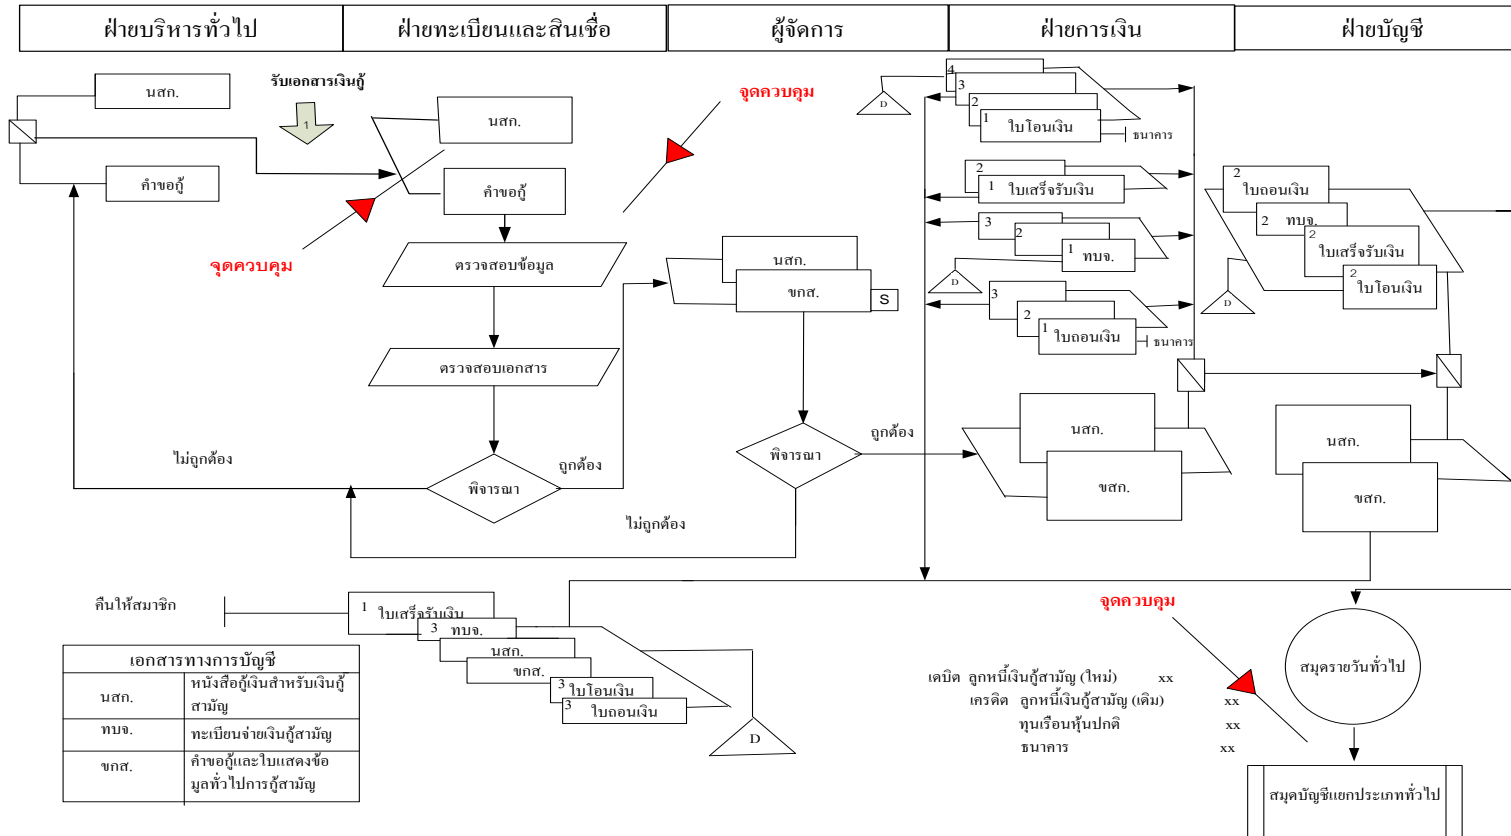 ฝ่ายบริหารทั่วไป
ฝ่ายทะเบียนและสินเชื่อ
ผู้จัดการ
ฝ่ายการเงิน
ฝ่ายบัญชี
นสก.
คำขอกู้
รับเอกสารเงินกู้
1
นสก.
คำขอกู้
จุดควบคุม
จุดควบคุม
ตรวจสอบข้อมูล
ตรวจสอบเอกสาร
พิจารณา
ไม่ถูกต้อง
ถูกต้อง
นสก.
ขกส.
S
พิจารณา
ถูกต้อง
ไม่ถูกต้อง
D
4
3
2
1 ใบโอนเงิน
ธนาคาร
2
1 ใบเสร็จรับเงิน
3
2
1 ทบจ.
D
3
2
1 ใบถอนเงิน
ธนาคาร
นสก.
ขสก.
2
ใบถอนเงิน
2 ทบจ.
2
ใบเสร็จรับเงิน
2
ใบโอนเงิน
D
นสก.
ขสก.
คืนให้สมาชิก
1 ใบเสร็จรับเงิน
3 ทบจ.
นสก.
ขกส.
3 ใบโอนเงิน
3 ใบถอนเงิน
D
เอกสารทางการบัญชี
นสก. หนังสือกู้เงินสำหรับเงินกู้
สามัญ
ทบจ. ทะเบียนจ่ายเงินกู้สามัญ
ขกส. คำขอกู้และใบแสดงข้อ
มูลทั่วไปการกู้สามัญ
จุดควบคุม
เดบิต ลูกหนี้เงินกู้สามัญ (ใหม่) xx
เครดิต ลูกหนี้เงินกู้สามัญ (เดิม) xx
ทุนเรือนหุ้นปกติ xx
ธนาคาร xx
สมุดรายวันทั่วไป
สมุดบัญชีแยกประเภททั่วไป